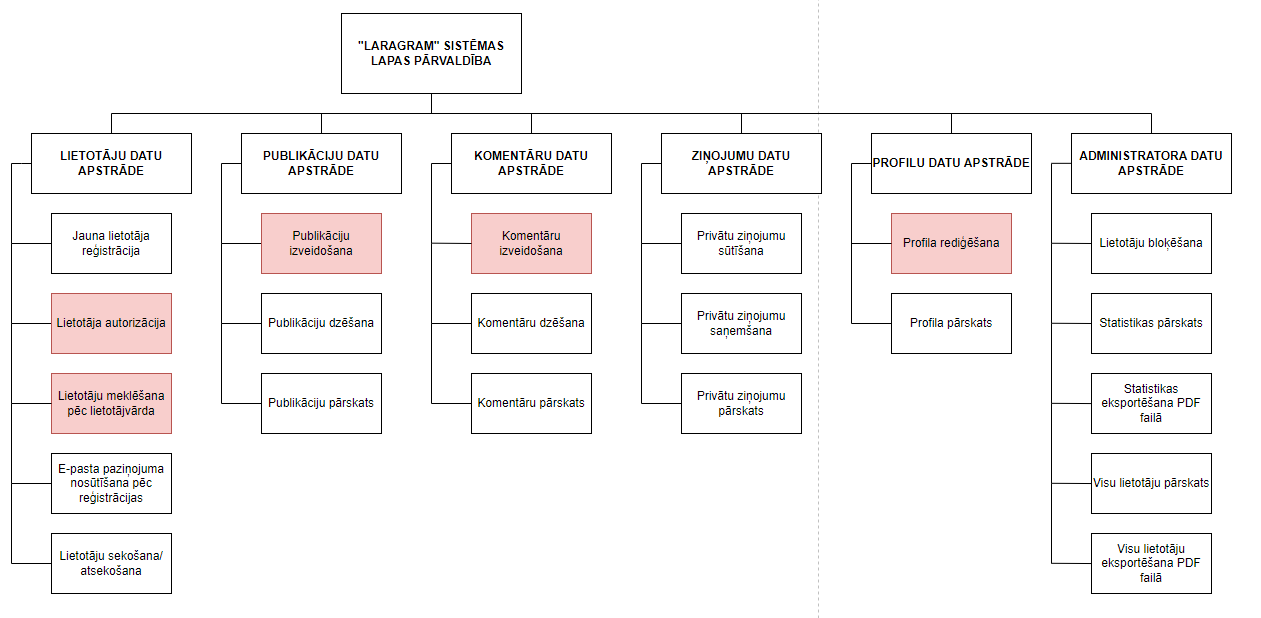 "LARAGRAM" SISTĒMAS
LAPAS PĀRVALDĪBA
LIETOTĀJU DATU
APSTRĀDE
Jauna lietotāja
reģistrācija
Lietotāja autorizācija
Lietotāju meklēšana
pēc lietotājvārda
E-pasta paziņojuma
nosūtīšana pēc
reģistrācijas
Lietotāju sekošana/
atsekošana
PUBLIKĀCIJU DATU
APSTRĀDE
Publikāciju
izveidošana
Publikāciju dzēšana
Publikāciju pārskats
KOMENTĀRU DATU
APSTRĀDE
Komentāru
izveidošana
Komentāru dzēšana
Komentāru pārskats
ZIŅOJUMU DATU
APSTRĀDE
Privātu ziņojumu
sūtīšana
Privātu ziņojumu
saņemšana
Privātu ziņojumu
pārskats
PROFILU DATU APSTRĀDE
Profila rediģēšana
Profila pārskats
ADMINISTRATORA DATU
APSTRĀDE
Lietotāju bloķēšana
Statistikas pārskats
Statistikas
eksportēšana PDF
failā
Visu lietotāju pārskats
Visu lietotāju
eksportēšana PDF
failā